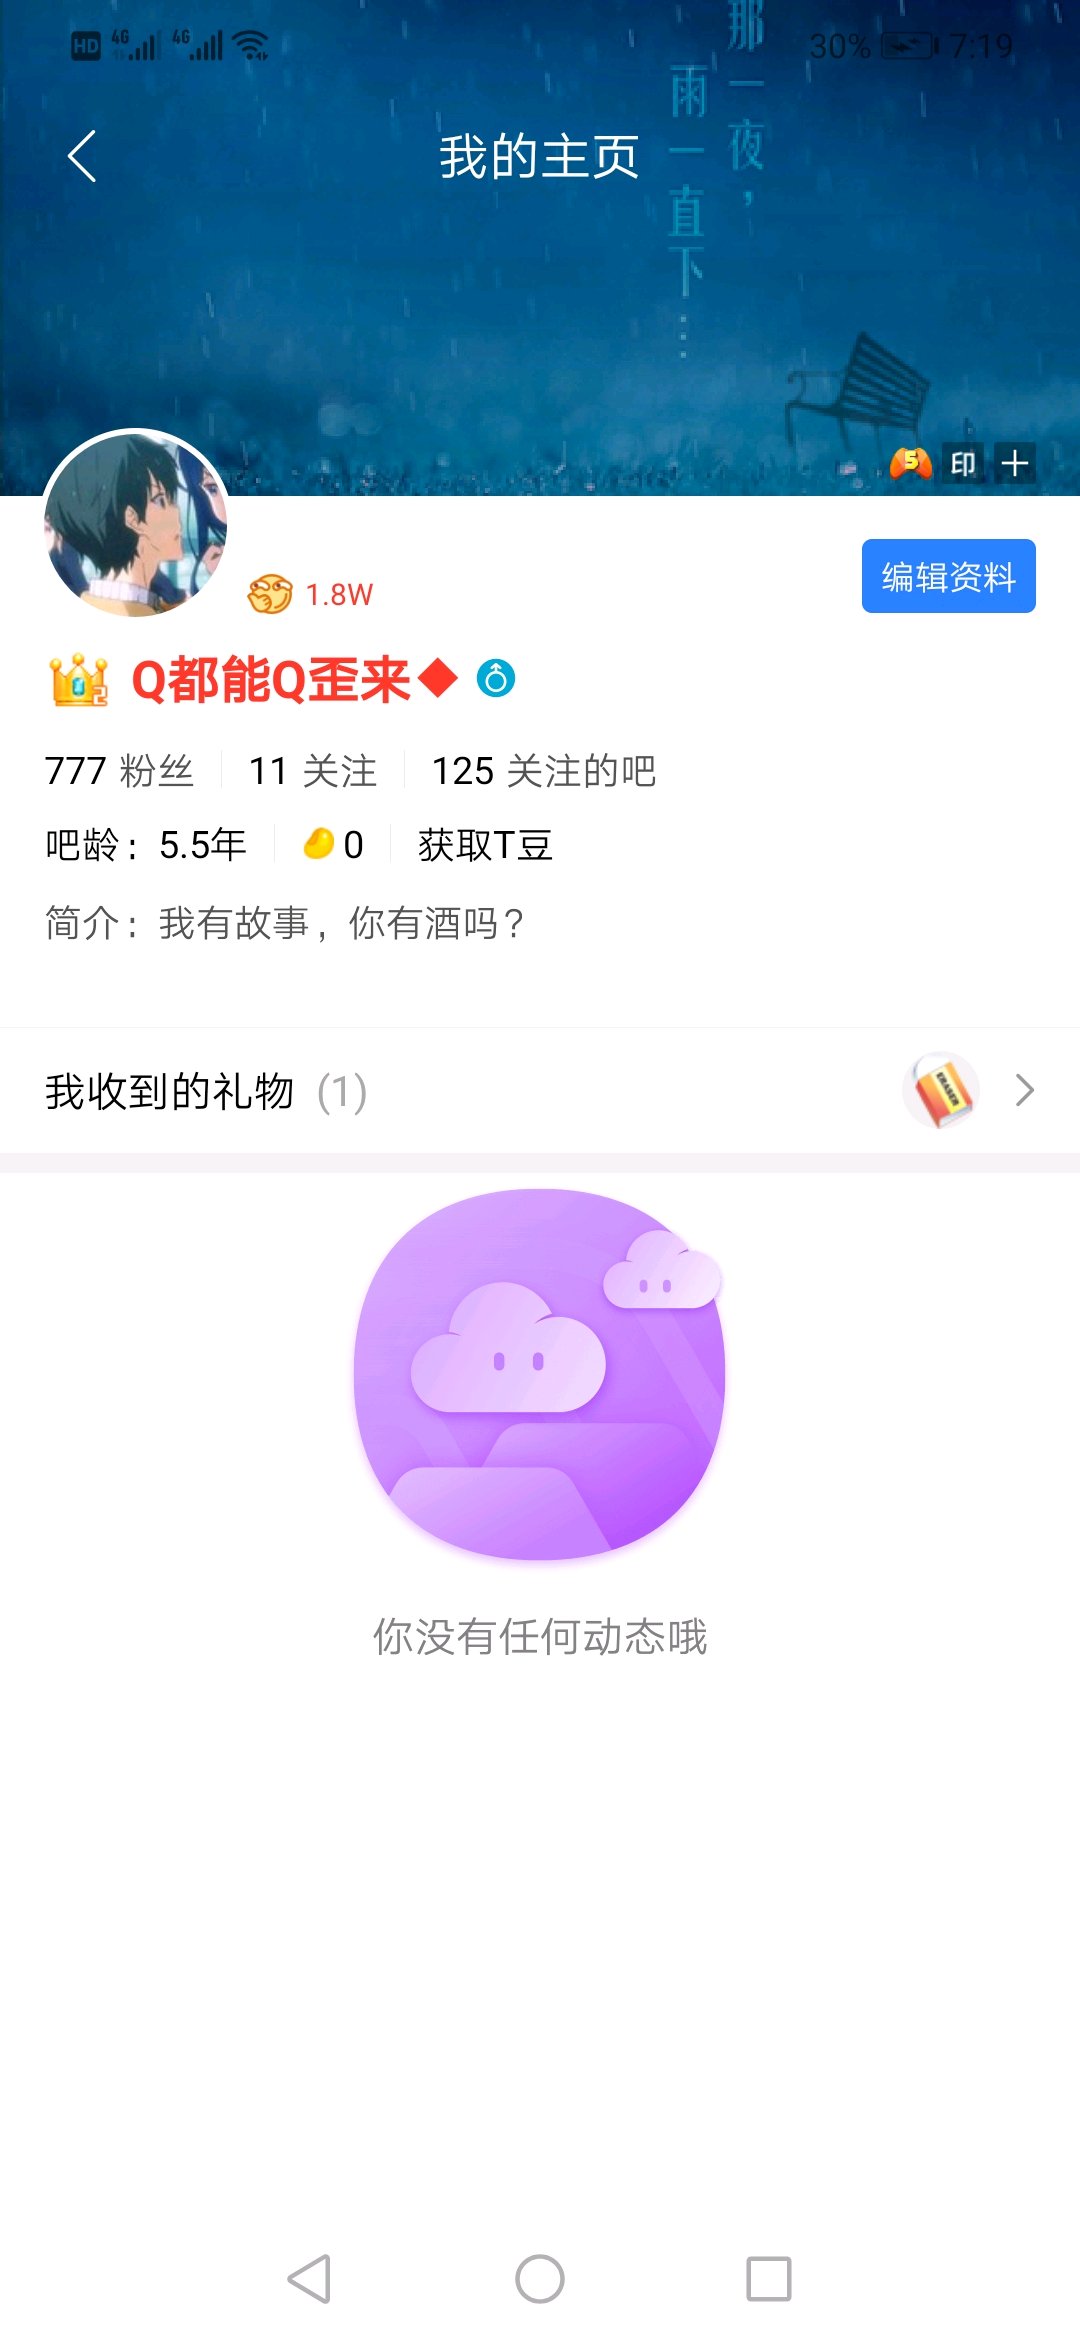 HD 4G 4G 30% 7:19
那一夜，
雨一直下……
我的主页
5 印
1.8W
编辑资料
2 Q都能Q歪来
777 粉丝 11 关注 125 关注的吧
吧龄：5.5年 0 获取T豆
简介：我有故事，你有酒吗？
我收到的礼物 (1)
ERASER
你没有任何动态哦